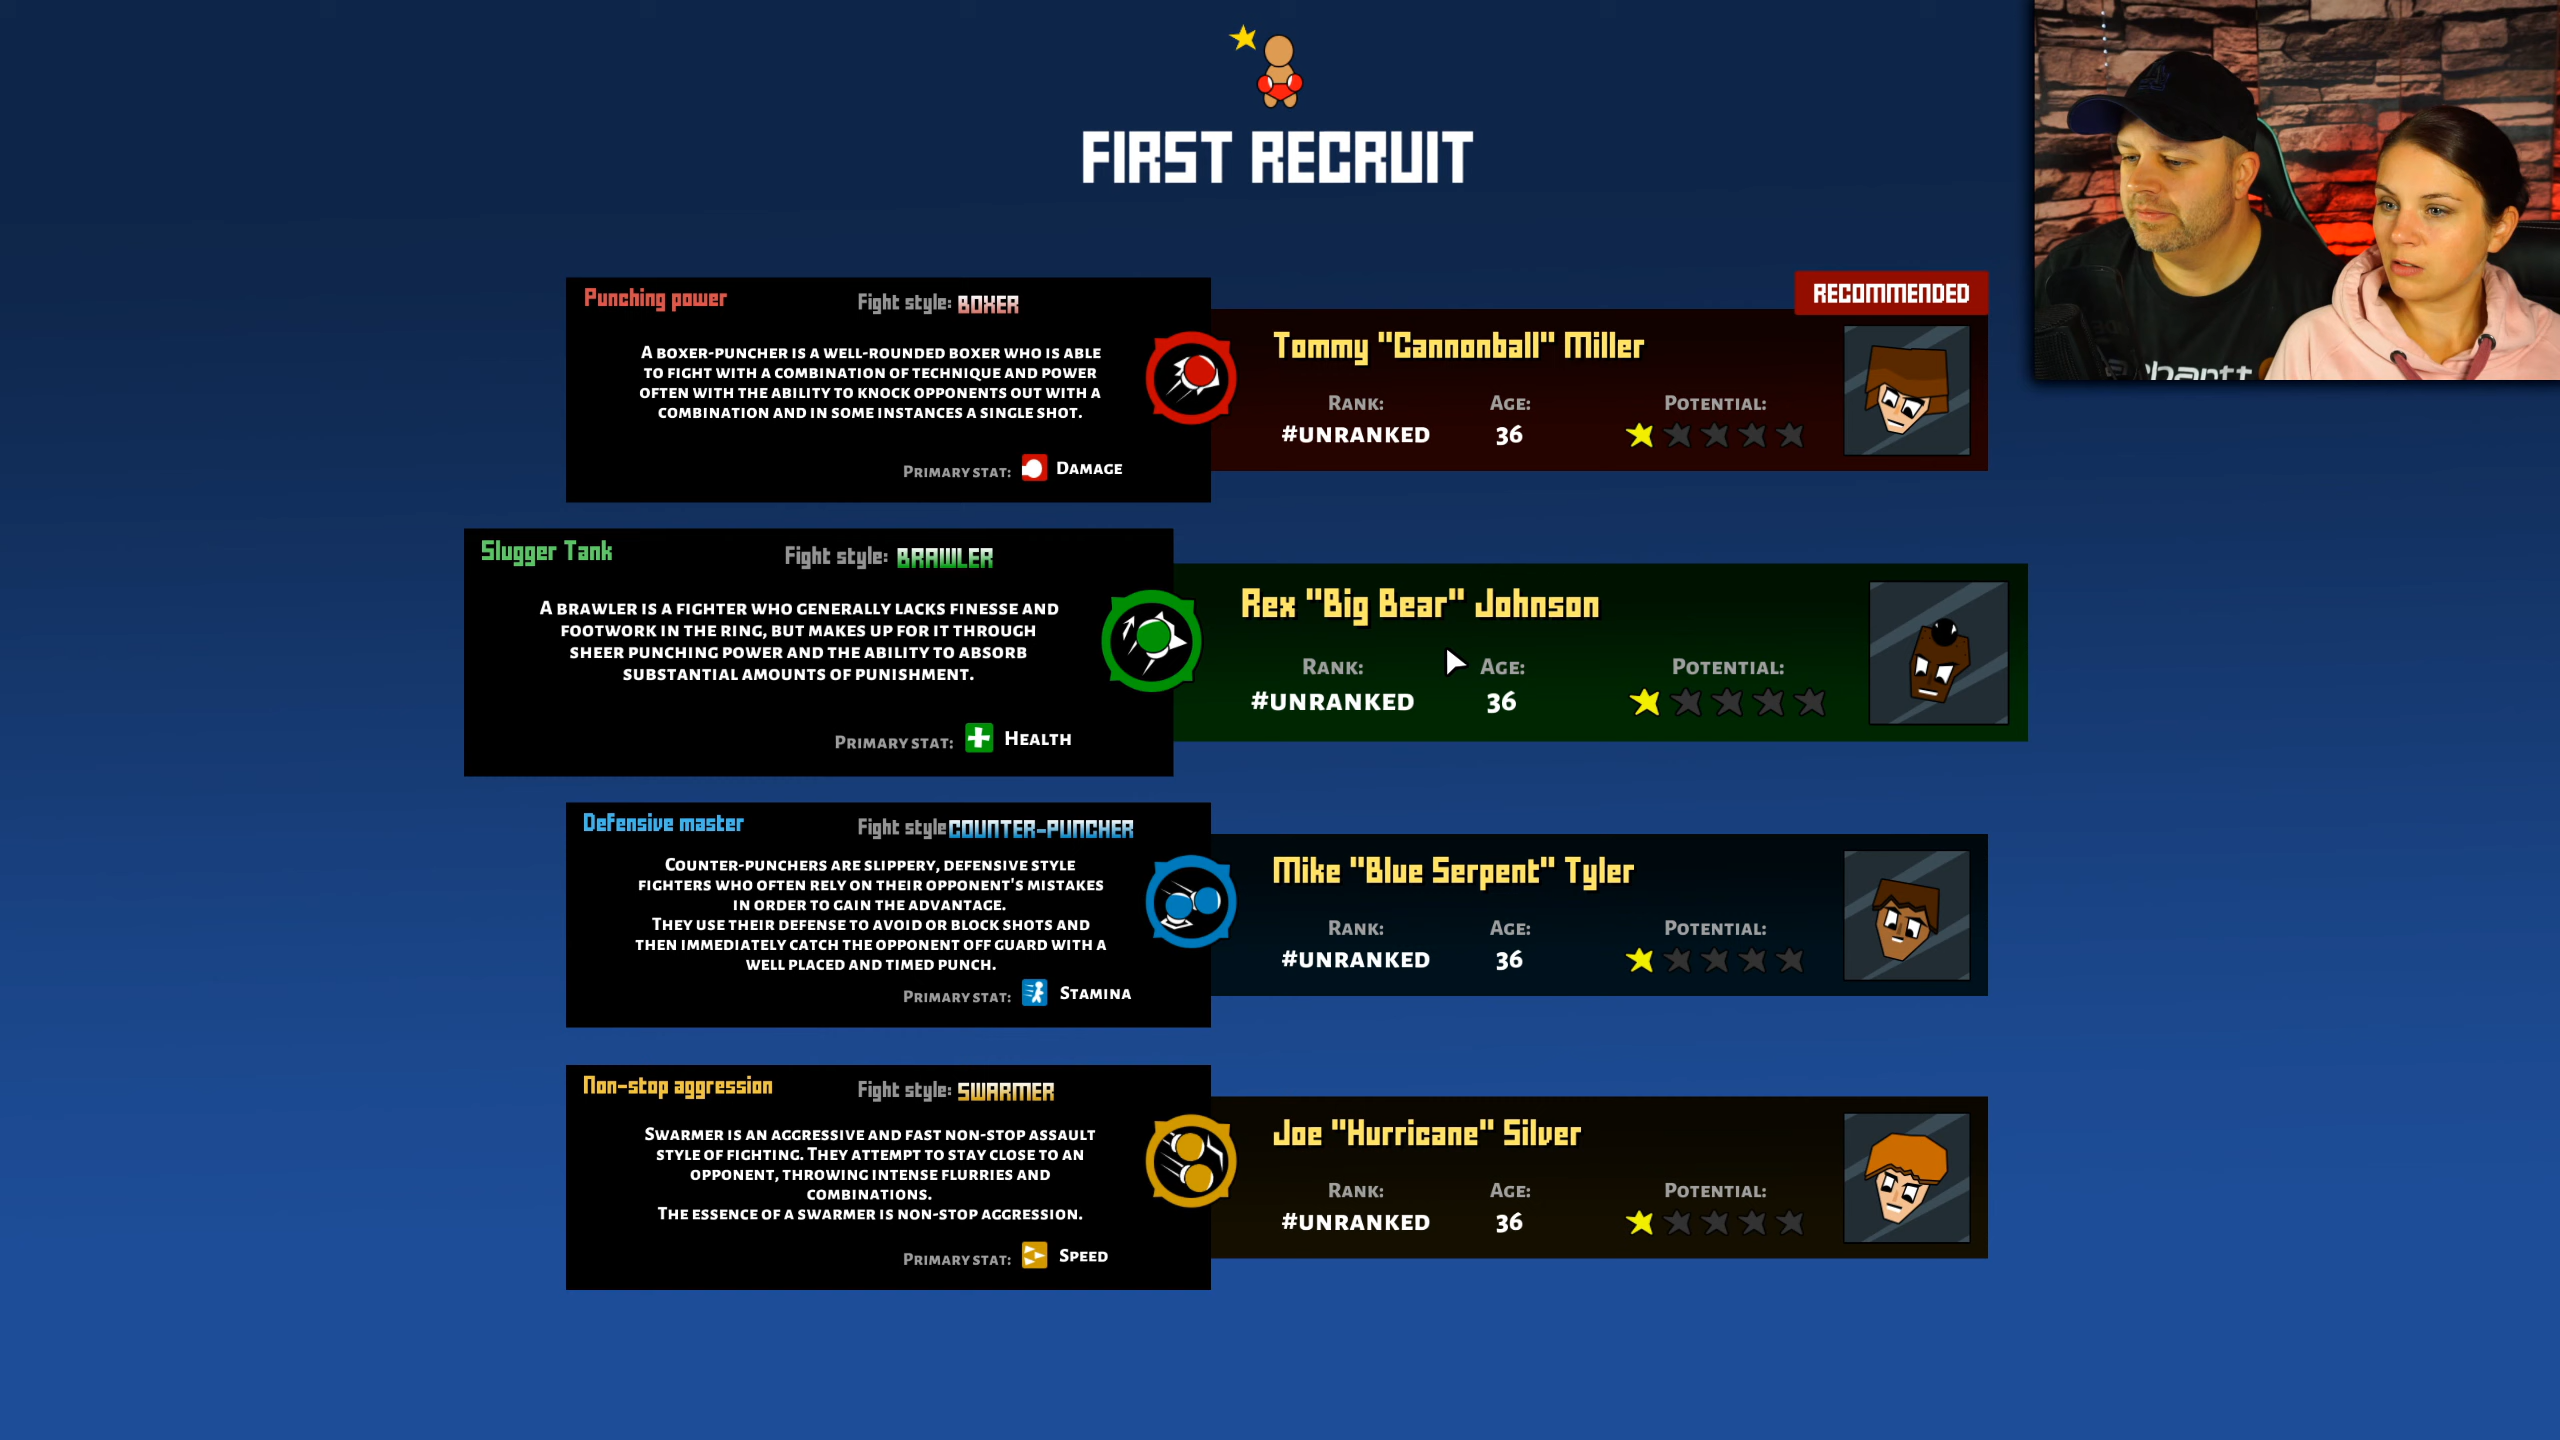 FIRST RECRUIT
Punching power
Fight style: BOXER
A BOXER-PUNCHER IS A WELL-ROUNDED BOXER WHO IS ABLE
TO FIGHT WITH A COMBINATION OF TECHNIQUE AND POWER
OFTEN WITH THE ABILITY TO KNOCK OPPONENTS OUT WITH A
COMBINATION AND IN SOME INSTANCES A SINGLE SHOT.
PRIMARY STAT: DAMAGE
RECOMMENDED
Tommy "Cannonball" Miller
RANK: AGE: POTENTIAL:
#UNRANKED 36
Slugger Tank
Fight style: BRAWLER
A BRAWLER IS A FIGHTER WHO GENERALLY LACKS FINESSE AND
FOOTWORK IN THE RING, BUT MAKES UP FOR IT THROUGH
SHEER PUNCHING POWER AND THE ABILITY TO ABSORB
SUBSTANTIAL AMOUNTS OF PUNISHMENT.
PRIMARY STAT: HEALTH
Rex "Big Bear" Johnson
RANK: AGE: POTENTIAL:
#UNRANKED 36
Defensive master
Fight style COUNTER-PUNCHER
COUNTER-PUNCHERS ARE SLIPPERY, DEFENSIVE STYLE
FIGHTERS WHO OFTEN RELY ON THEIR OPPONENT'S MISTAKES
IN ORDER TO GAIN THE ADVANTAGE.
THEY USE THEIR DEFENSE TO AVOID OR BLOCK SHOTS AND
THEN IMMEDIATELY CATCH THE OPPONENT OFF GUARD WITH A
WELL PLACED AND TIMED PUNCH.
PRIMARY STAT: STAMINA
Mike "Blue Serpent" Tyler
RANK: AGE: POTENTIAL:
#UNRANKED 36
Non-stop aggression
Fight style: SWARMER
SWARMER IS AN AGGRESSIVE AND FAST NON-STOP ASSAULT
STYLE OF FIGHTING. THEY ATTEMPT TO STAY CLOSE TO AN
OPPONENT, THROWING INTENSE FLURRIES AND
COMBINATIONS.
THE ESSENCE OF A SWARMER IS NON-STOP AGGRESSION.
PRIMARY STAT: SPEED
Joe "Hurricane" Silver
RANK: AGE: POTENTIAL:
#UNRANKED 36